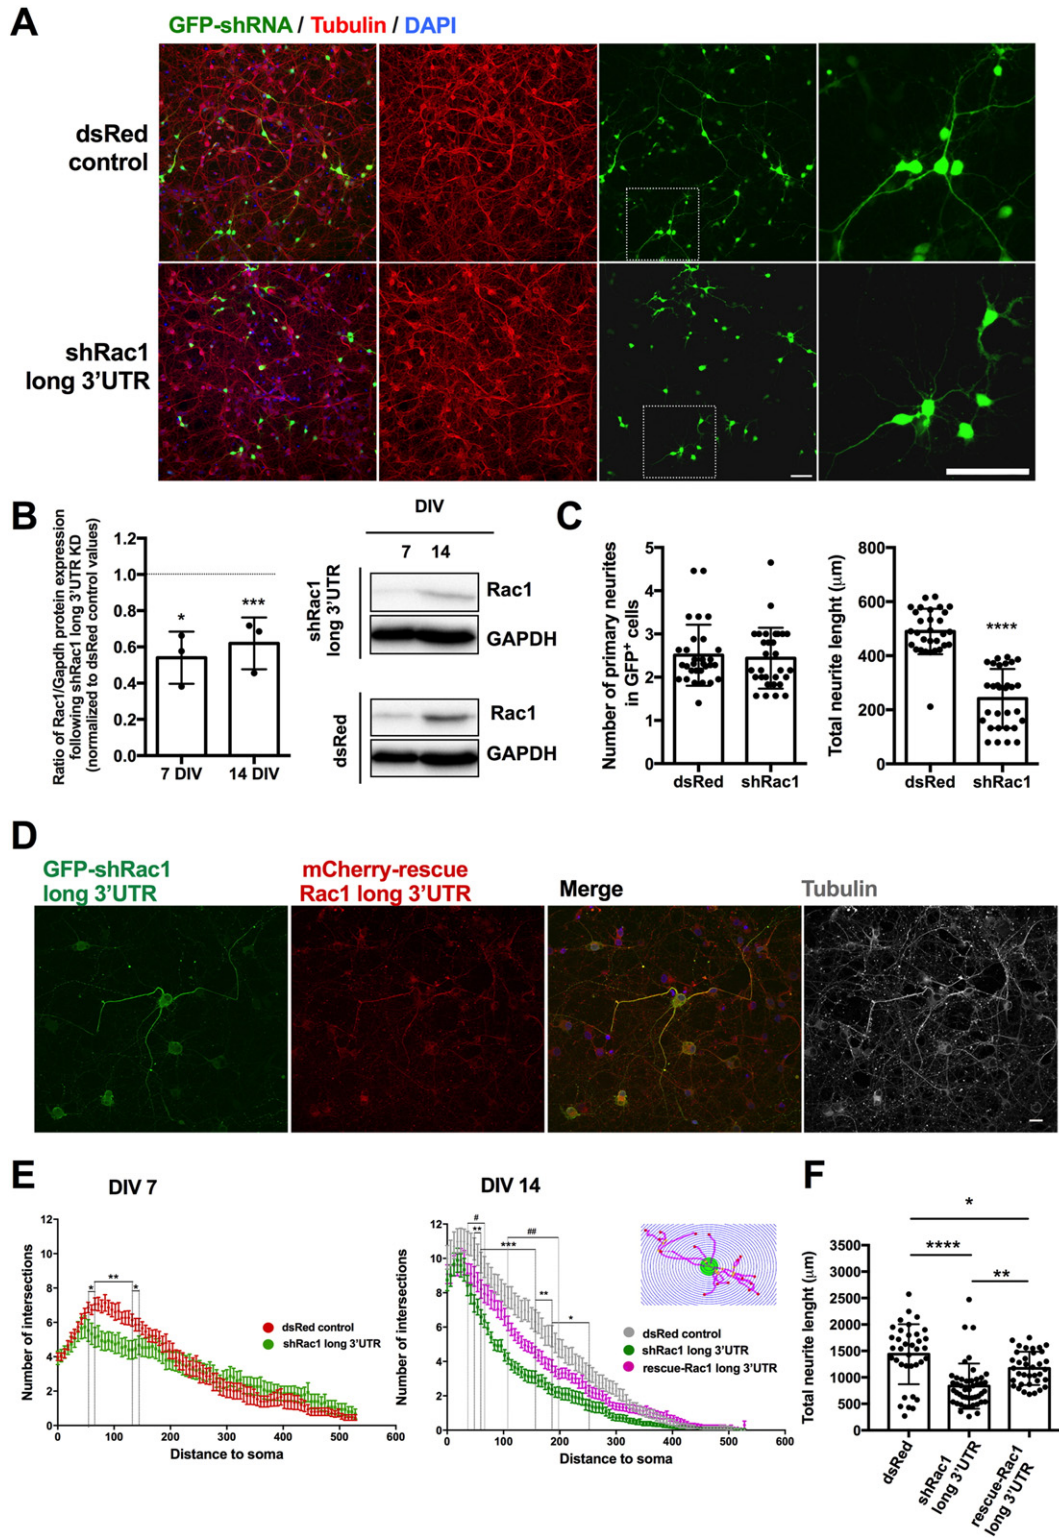 A
GFP-shRNA / Tubulin / DAPI
dsRed
control
shRac1
long 3'UTR
B
Ratio of Rac1/Gapdh protein expression
following shRac1 long 3'UTR KD
(normalized to dsRed control values)
1.2
1.0
0.8
0.6
0.4
0.2
0.0
*
***
7 DIV
14 DIV
DIV
7
14
shRac1
long 3'UTR
Rac1
GAPDH
dsRed
Rac1
GAPDH
C
Number of primary neurites
in GFP+ cells
5
4
3
2
1
0
dsRed
shRac1
Total neurite lenght (μm)
800
600
400
200
0
****
dsRed
shRac1
D
GFP-shRac1
long 3'UTR
mCherry-rescue
Rac1 long 3'UTR
Merge
Tubulin
E
DIV 7
Number of intersections
12
10
8
6
4
2
0
*
**
*
dsRed control
shRac1 long 3'UTR
0
100
200
300
400
500
600
Distance to soma
DIV 14
Number of intersections
12
10
8
6
4
2
0
#
**
***
##
**
*
dsRed control
shRac1 long 3'UTR
rescue-Rac1 long 3'UTR
0
100
200
300
400
500
600
Distance to soma
F
Total neurite lenght (μm)
3500
3000
2500
2000
1500
1000
500
0
*
****
**
dsRed
shRac1
long 3'UTR
rescue-Rac1
long 3'UTR